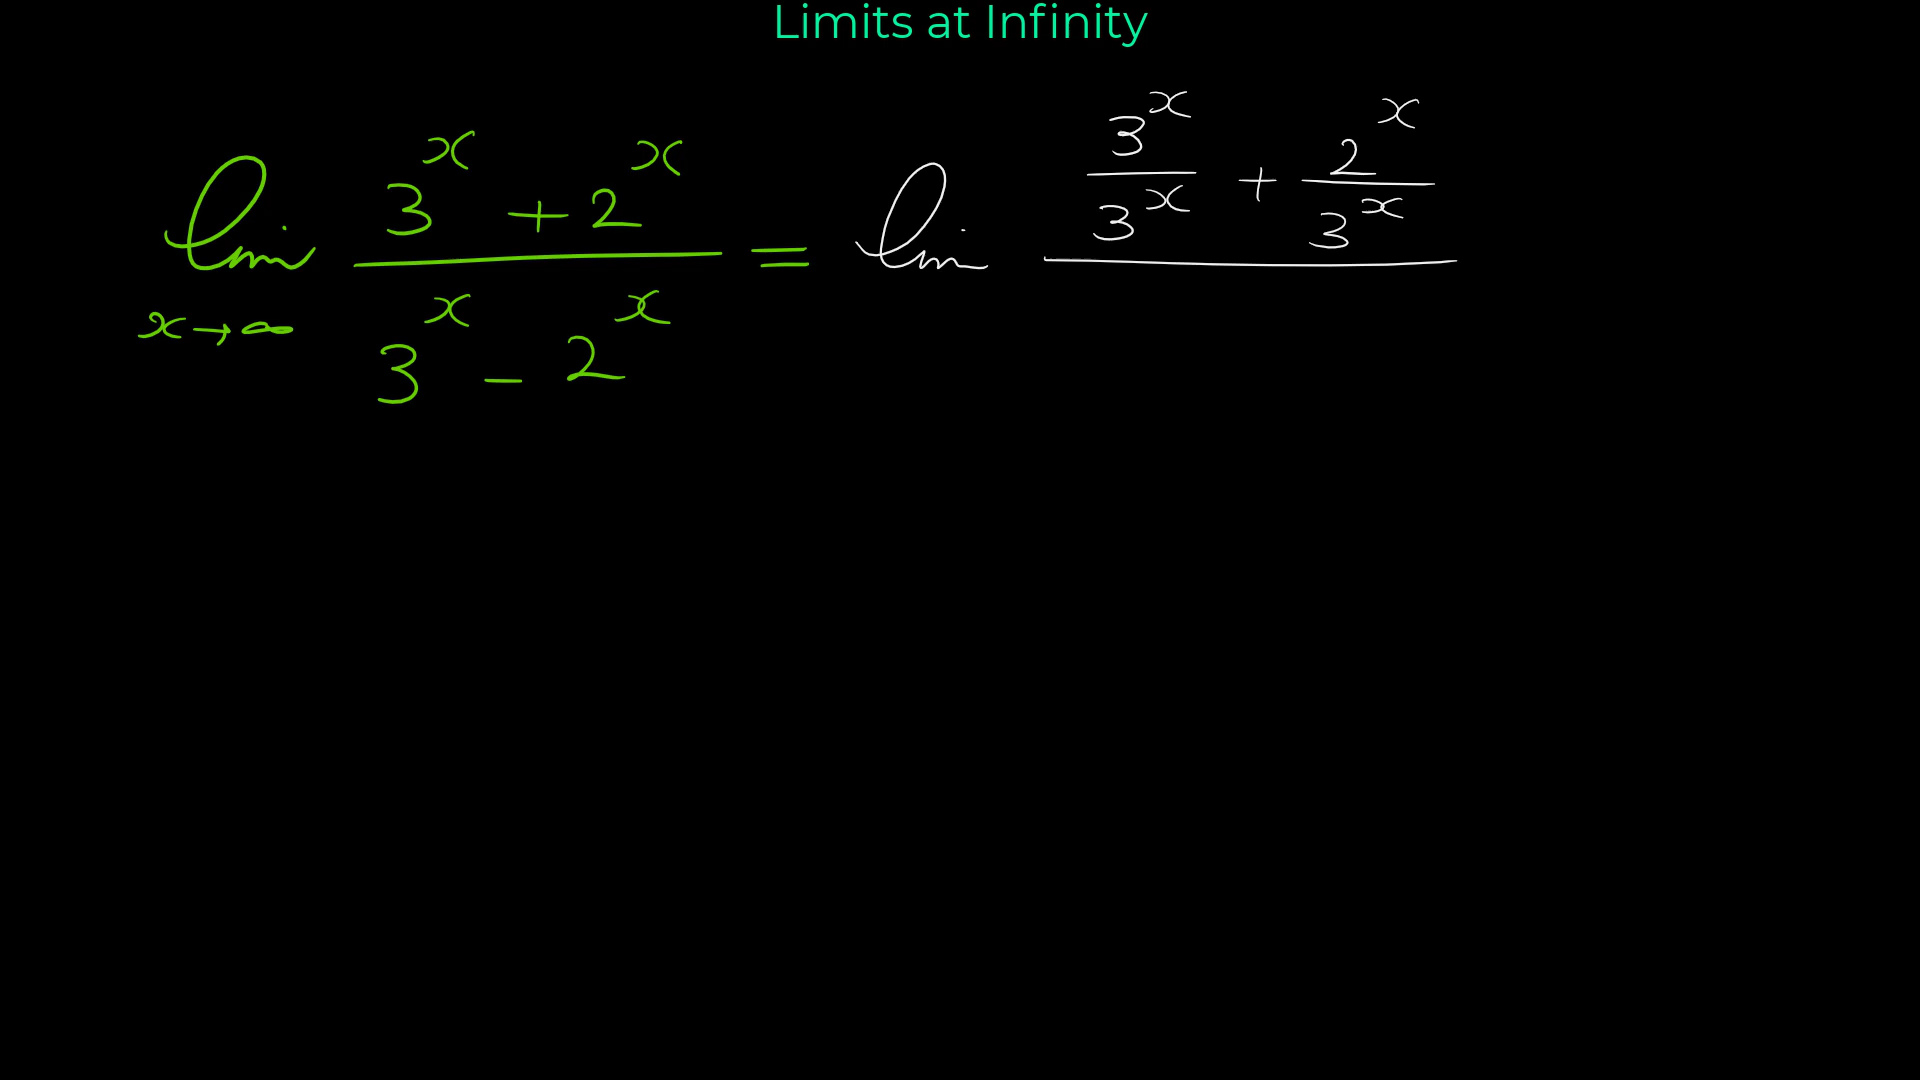 Limits at Infinity
lim x→∞ (3^x + 2^x)/(3^x - 2^x) = lim (3^x/3^x + 2^x/3^x)/